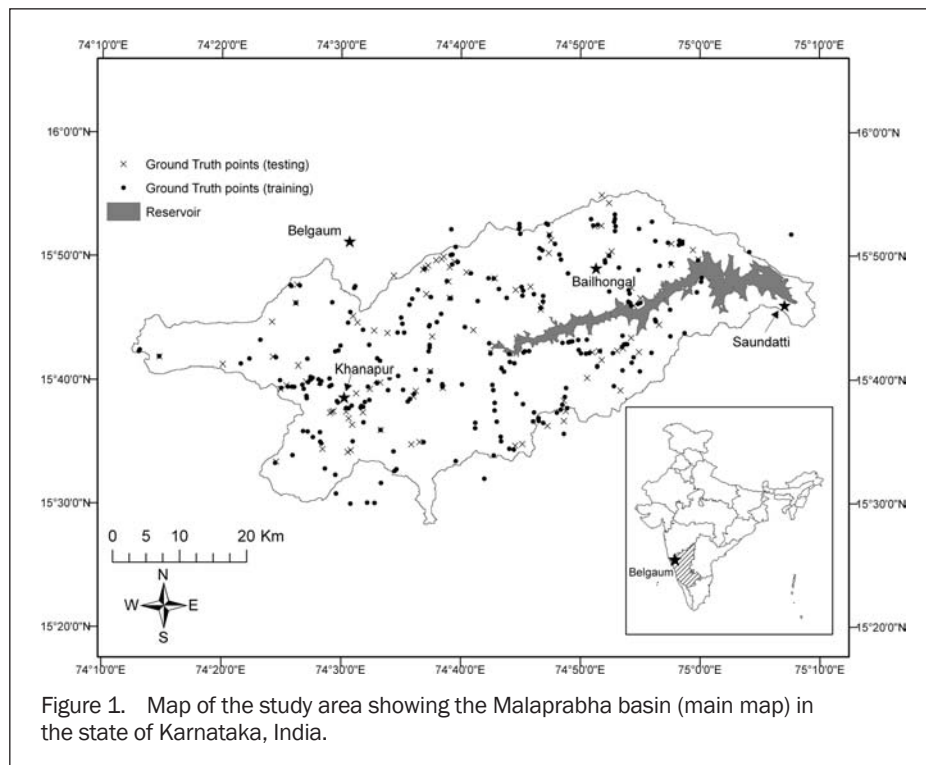 74°10'0"E 74°20'0"E 74°30'0"E 74°40'0"E 74°50'0"E 75°0'0"E 75°10'0"E
16°0'0"N 16°0'0"N
Ground Truth points (testing)
Ground Truth points (training)
Reservoir
Belgaum
15°50'0"N 15°50'0"N
Bailhongal
Saundatti
Khanapur
15°40'0"N 15°40'0"N
15°30'0"N 15°30'0"N
0 5 10 20 Km
Belgaum
N
W E
S
15°20'0"N 15°20'0"N
74°10'0"E 74°20'0"E 74°30'0"E 74°40'0"E 74°50'0"E 75°0'0"E 75°10'0"E
Figure 1. Map of the study area showing the Malaprabha basin (main map) in
the state of Karnataka, India.